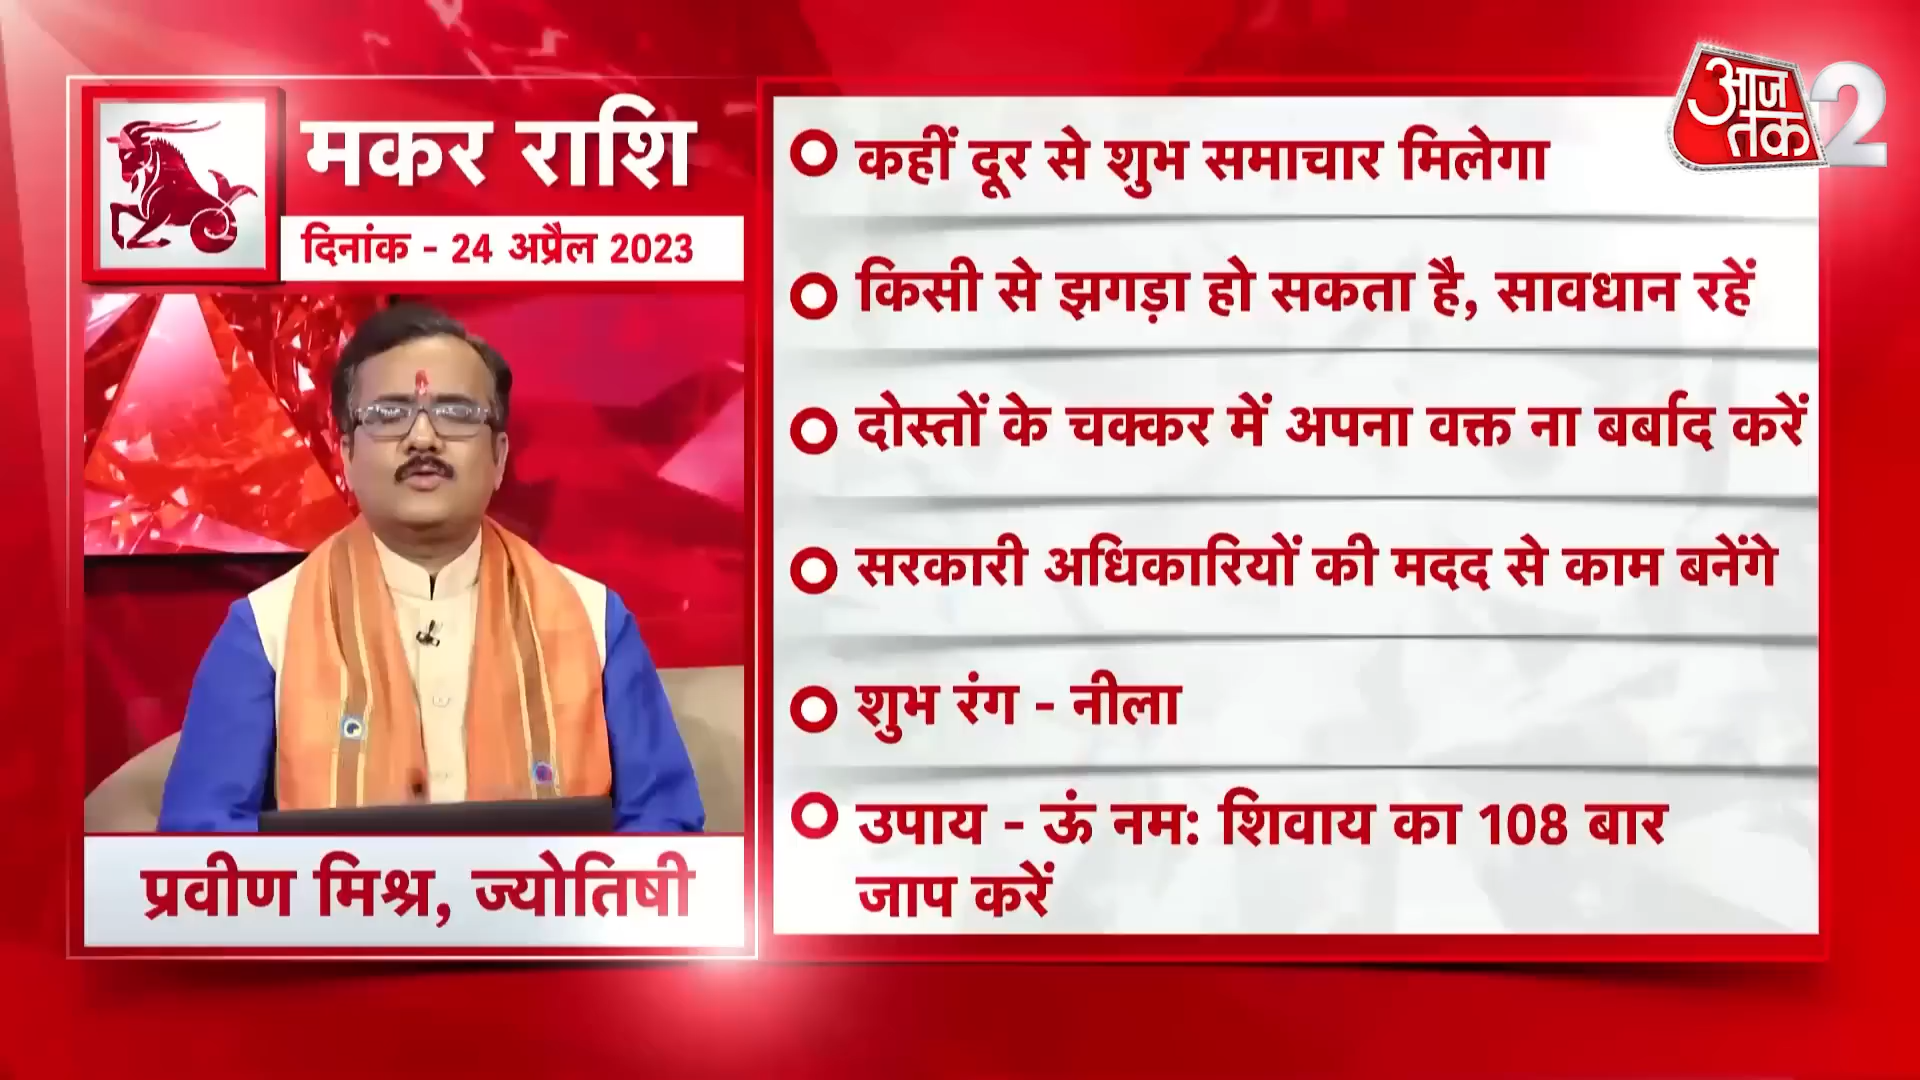 मकर राशि
दिनांक - 24 अप्रैल 2023
प्रवीण मिश्र, ज्योतिषी
आज
तक 2
कहीं दूर से शुभ समाचार मिलेगा
किसी से झगड़ा हो सकता है, सावधान रहें
दोस्तों के चक्कर में अपना वक्त ना बर्बाद करें
सरकारी अधिकारियों की मदद से काम बनेंगे
शुभ रंग - नीला
उपाय - ऊं नम: शिवाय का 108 बार
जाप करें